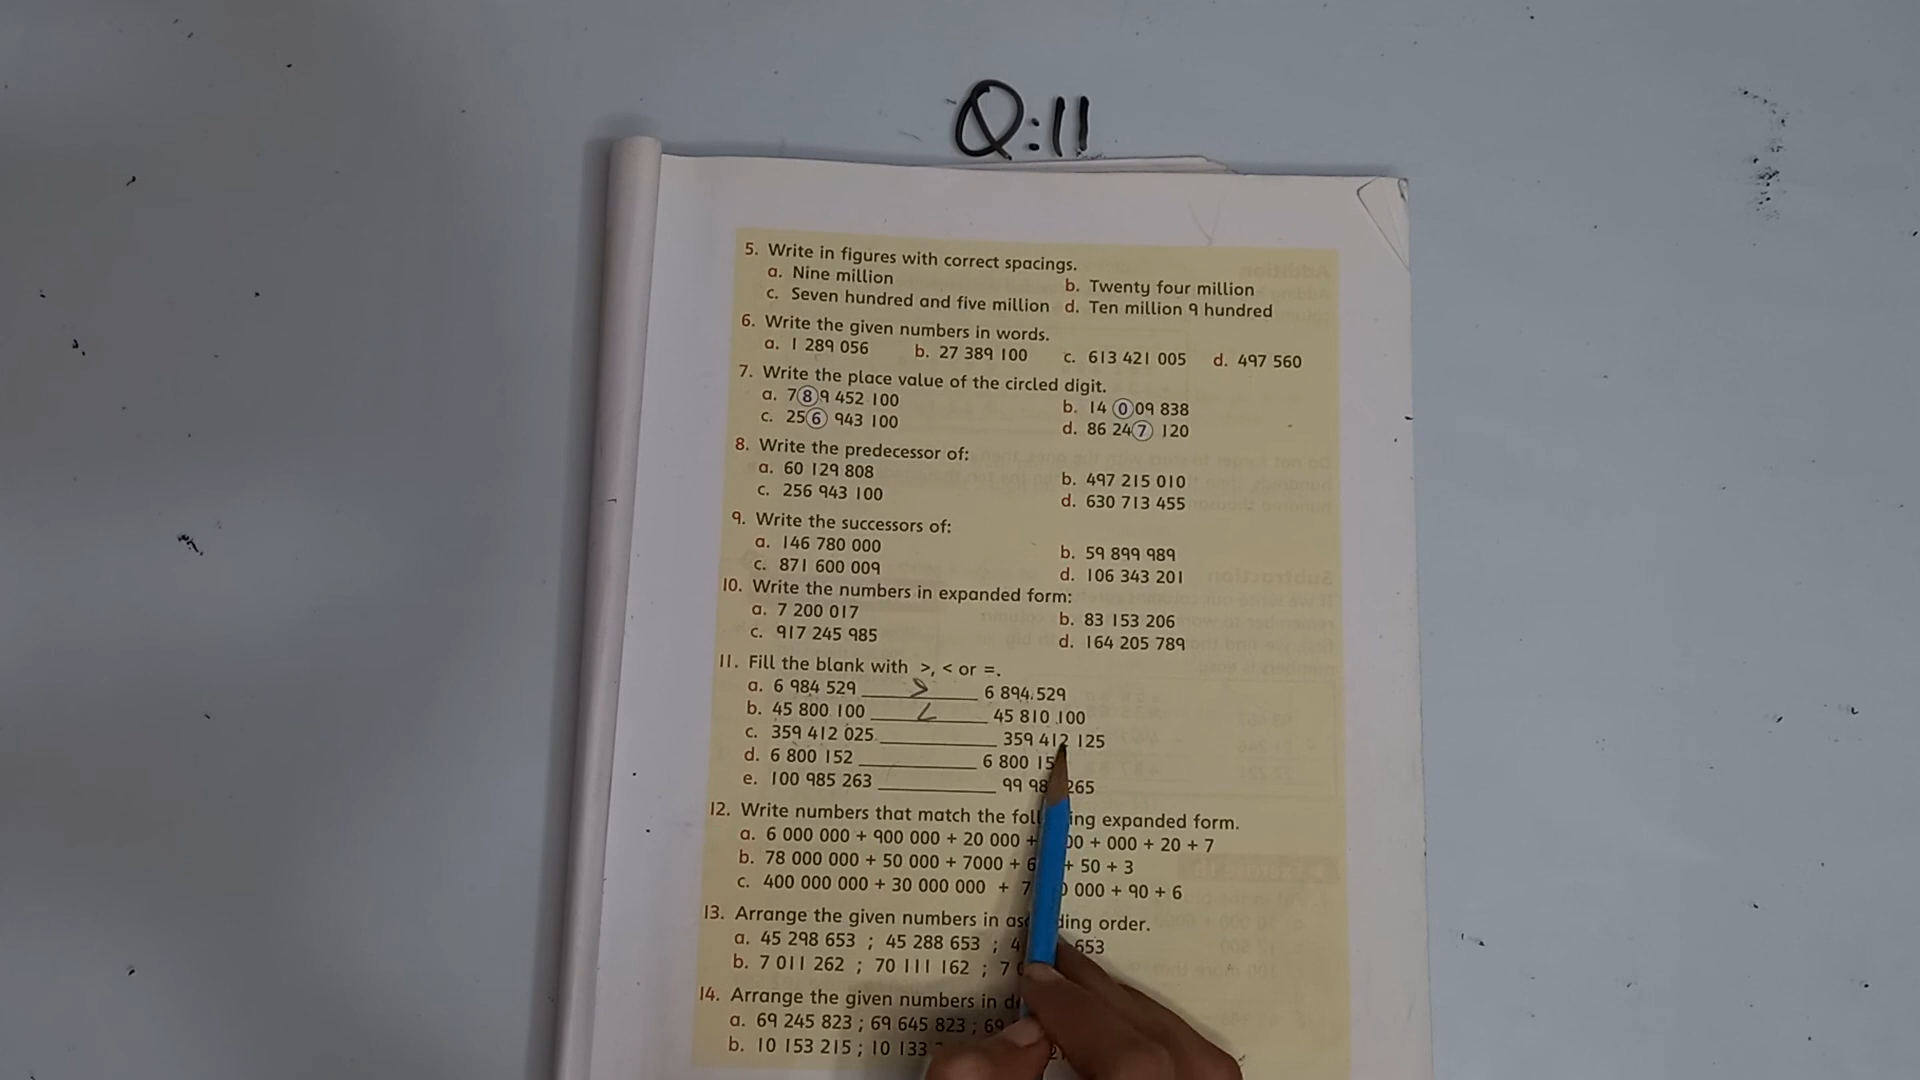 Q:11
5. Write in figures with correct spacings.
a. Nine million b. Twenty four million
c. Seven hundred and five million d. Ten million 9 hundred
6. Write the given numbers in words.
a. 1 289 056 b. 27 389 100 c. 613 421 005 d. 497 560
7. Write the place value of the circled digit.
a. 789 452 100 b. 14 009 838
c. 256 943 100 d. 86 247 120
8. Write the predecessor of:
a. 60 129 808 b. 497 215 010
c. 256 943 100 d. 630 713 455
9. Write the successors of:
a. 146 780 000 b. 59 899 989
c. 871 600 009 d. 106 343 201
10. Write the numbers in expanded form:
a. 7 200 017 b. 83 153 206
c. 917 245 985 d. 164 205 789
11. Fill the blank with >, < or =.
a. 6 984 529 > 6 894 529
b. 45 800 100 < 45 810 100
c. 359 412 025 359 412 125
d. 6 800 152 6 800
e. 100 985 263 99 265
12. Write numbers that match the expanded form.
a. 6 000 000 + 900 000 + 20 000 + + 000 + 20 + 7
b. 78 000 000 + 50 000 + 7000 + + 50 + 3
c. 400 000 000 + 30 000 000 + 000 + 90 + 6
13. Arrange the given numbers in order.
a. 45 298 653 ; 45 288 653 ; 653
b. 7 011 262 ; 70 111 162 ; 7
14. Arrange the given numbers in
a. 69 245 823 ; 69 645 823 ; 69
b. 10 153 215 ; 10 133